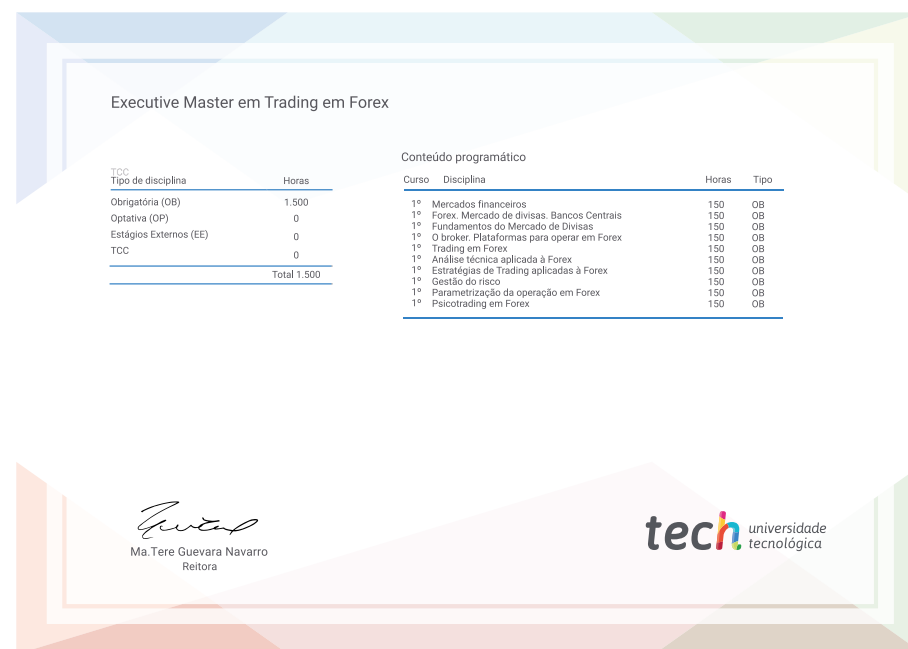 Executive Master em Trading em Forex
TCC
Tipo de disciplina Horas
Obrigatória (OB) 1.500
Optativa (OP) 0
Estágios Externos (EE) 0
TCC 0
Total 1.500
Conteúdo programático
Curso Disciplina Horas Tipo
1º Mercados financeiros 150 OB
1º Forex. Mercado de divisas. Bancos Centrais 150 OB
1º Fundamentos do Mercado de Divisas 150 OB
1º O broker. Plataformas para operar em Forex 150 OB
1º Trading em Forex 150 OB
1º Análise técnica aplicada à Forex 150 OB
1º Estratégias de Trading aplicadas à Forex 150 OB
1º Gestão do risco 150 OB
1º Parametrização da operação em Forex 150 OB
1º Psicotrading em Forex 150 OB
Ma.Tere Guevara Navarro
Reitora
tech universidade
tecnológica